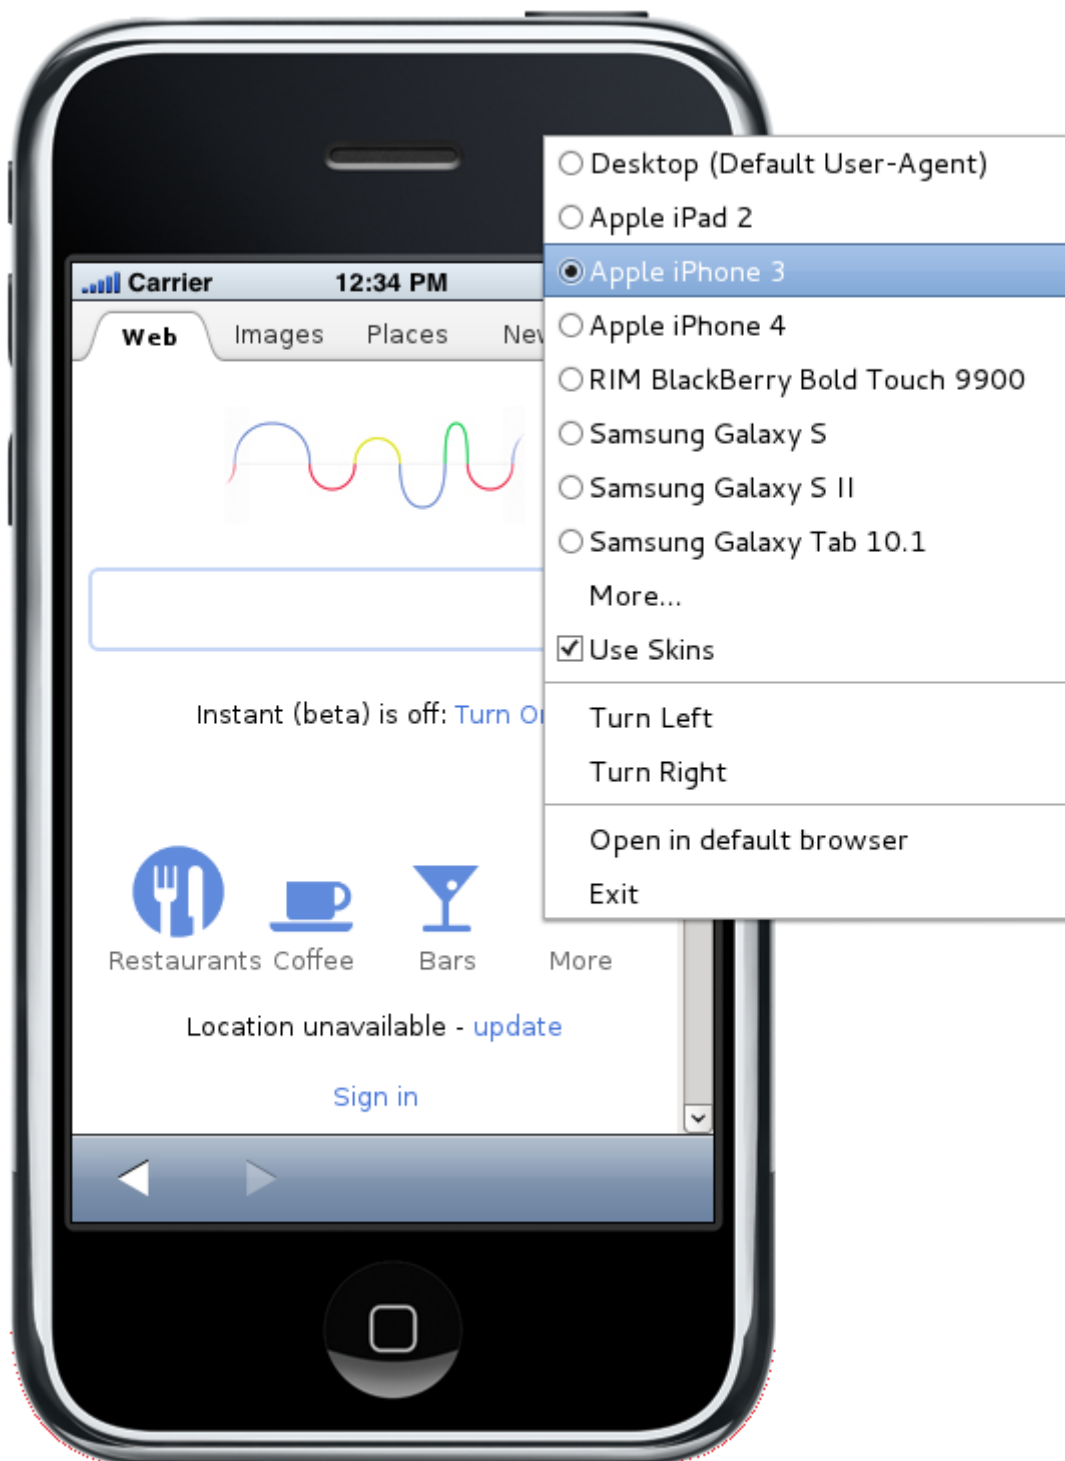 Carrier 12:34 PM
Web Images Places
Desktop (Default User-Agent)
Apple iPad 2
Apple iPhone 3
Apple iPhone 4
RIM BlackBerry Bold Touch 9900
Samsung Galaxy S
Samsung Galaxy S II
Samsung Galaxy Tab 10.1
More...
Use Skins
Turn Left
Turn Right
Open in default browser
Exit
Instant (beta) is off: Turn
Restaurants Coffee Bars More
Location unavailable - update
Sign in